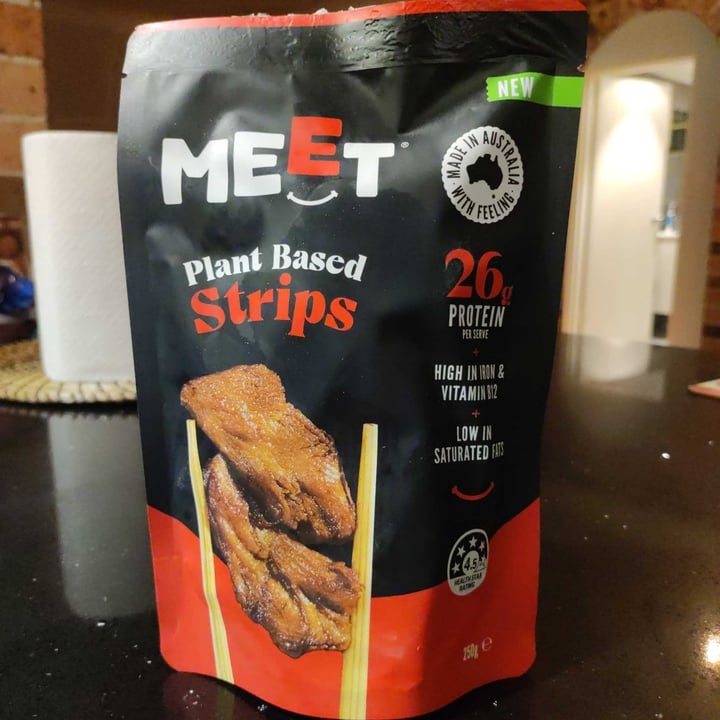 NEW
MEET®
MADE IN AUSTRALIA
WITH FEELING
Plant Based
Strips
26g
PROTEIN
PER SERVE
+
HIGH IN IRON &
VITAMIN B12
+
LOW IN
SATURATED FATS
4.5
HEALTH STAR
RATING
250g ℮